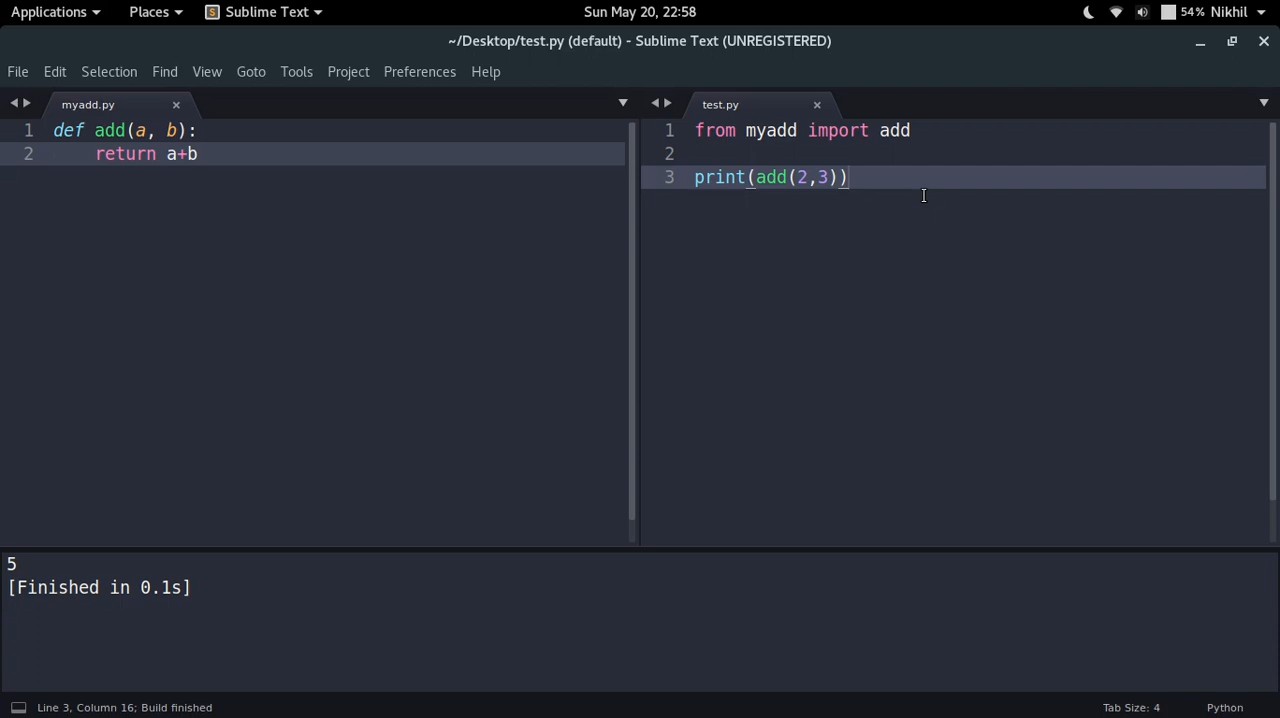 Applications Places Sublime Text Sun May 20, 22:58 54% Nikhil
~/Desktop/test.py (default) - Sublime Text (UNREGISTERED)
File Edit Selection Find View Goto Tools Project Preferences Help
myadd.py
1 def add(a, b):
2     return a+b
test.py
1 from myadd import add
2
3 print(add(2,3))
5
[Finished in 0.1s]
Line 3, Column 16; Build finished Tab Size: 4 Python